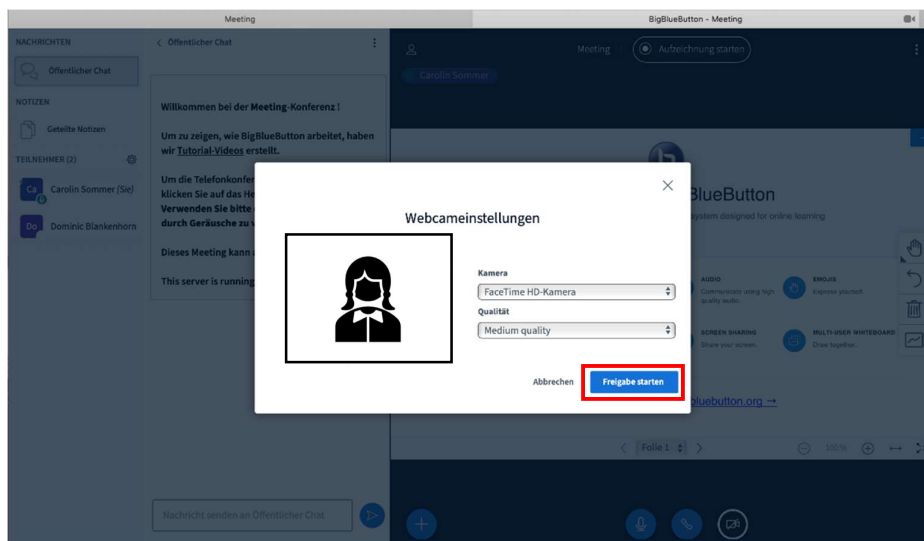 Meeting
BigBlueButton - Meeting
NACHRICHTEN
Öffentlicher Chat
NOTIZEN
Geteilte Notizen
TEILNEHMER (2)
Ca Carolin Sommer (Sie)
Do Dominic Blankenhorn
Öffentlicher Chat
Willkommen bei der Meeting-Konferenz !
Um zu zeigen, wie BigBlueButton arbeitet, haben
wir Tutorial-Videos erstellt.
Um die Telefonkonfer
klicken Sie auf das He
Verwenden Sie bitte
durch Geräusche zu
Dieses Meeting kann
This server is running
Nachricht senden an Öffentlicher Chat
Meeting
Aufzeichnung starten
Carolin Sommer
Webcameinstellungen
Kamera
FaceTime HD-Kamera
Qualität
Medium quality
Abbrechen
Freigabe starten
BlueButton
system designed for online learning
AUDIO
Communicate using high
quality audio.
EMOJIS
Express yourself.
SCREEN SHARING
Share your screen.
MULTI-USER WHITEBOARD
Draw together.
bluebutton.org →
Folie 1
100%